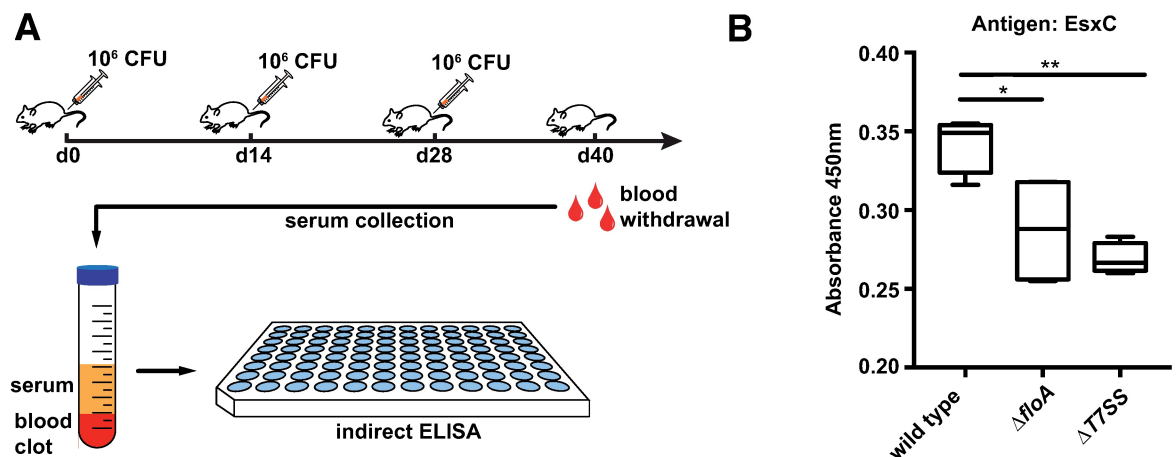 A
10⁶ CFU
10⁶ CFU
10⁶ CFU
d0
d14
d28
d40
serum collection
blood
withdrawal
serum
blood
clot
indirect ELISA
B
Antigen: EsxC
Absorbance 450nm
0.40
0.35
0.30
0.25
0.20
**
*
wild type
ΔfloA
ΔT7SS